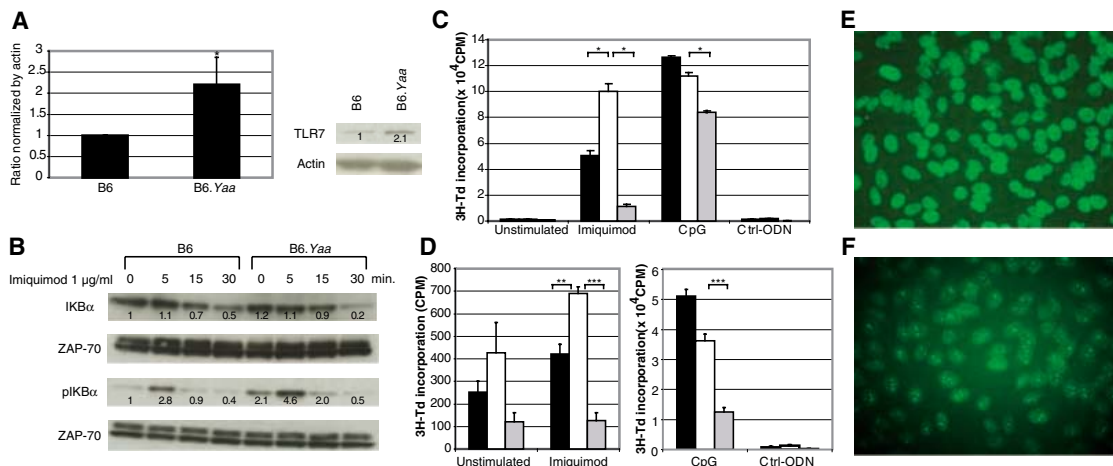 A
Ratio normalized by actin
3
2.5
2
1.5
1
0.5
0
B6
B6.Yaa
*
B6
B6.Yaa
TLR7
1
2.1
Actin
B
B6
B6.Yaa
Imiquimod 1 µg/ml
0
5
15
30
0
5
15
30
min.
IKBα
1
1.1
0.7
0.5
1.2
1.1
0.9
0.2
ZAP-70
pIKBα
1
2.8
0.9
0.4
2.1
4.6
2.0
0.5
ZAP-70
C
3H-Td incorporation(x 10⁴CPM)
14
12
10
8
6
4
2
0
*
*
*
Unstimulated
Imiquimod
CpG
Ctrl-ODN
D
3H-Td incorporation (CPM)
800
700
600
500
400
300
200
100
0
**
***
Unstimulated
Imiquimod
3H-Td incorporation(x 10⁴CPM)
6
5
4
3
2
1
0
***
CpG
Ctrl-ODN
E
F